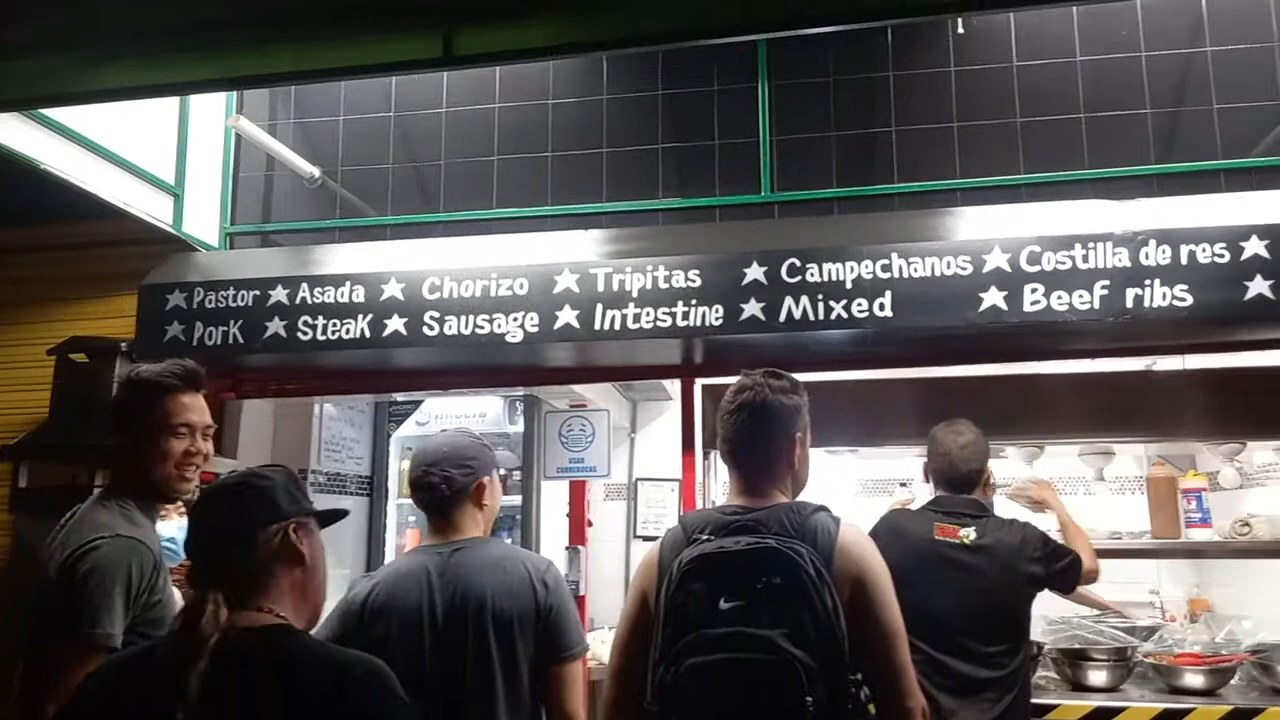 Pastor Asada Chorizo Tripitas Campechanos Costilla de res
Pork Steak Sausage Intestine Mixed Beef ribs
USAR
CUBREBOCAS